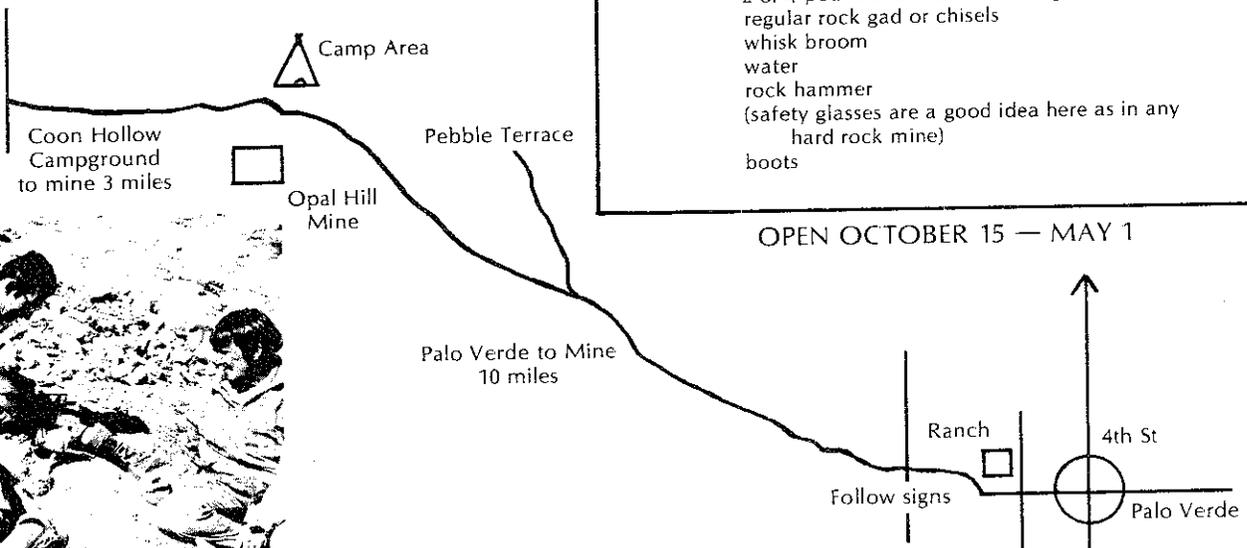 regular rock gad or chisels
whisk broom
water
rock hammer
(safety glasses are a good idea here as in any
hard rock mine)
boots
OPEN OCTOBER 15 — MAY 1
Camp Area
Coon Hollow
Campground
to mine 3 miles
Opal Hill
Mine
Pebble Terrace
Palo Verde to Mine
10 miles
Ranch
4th St
Follow signs
Palo Verde